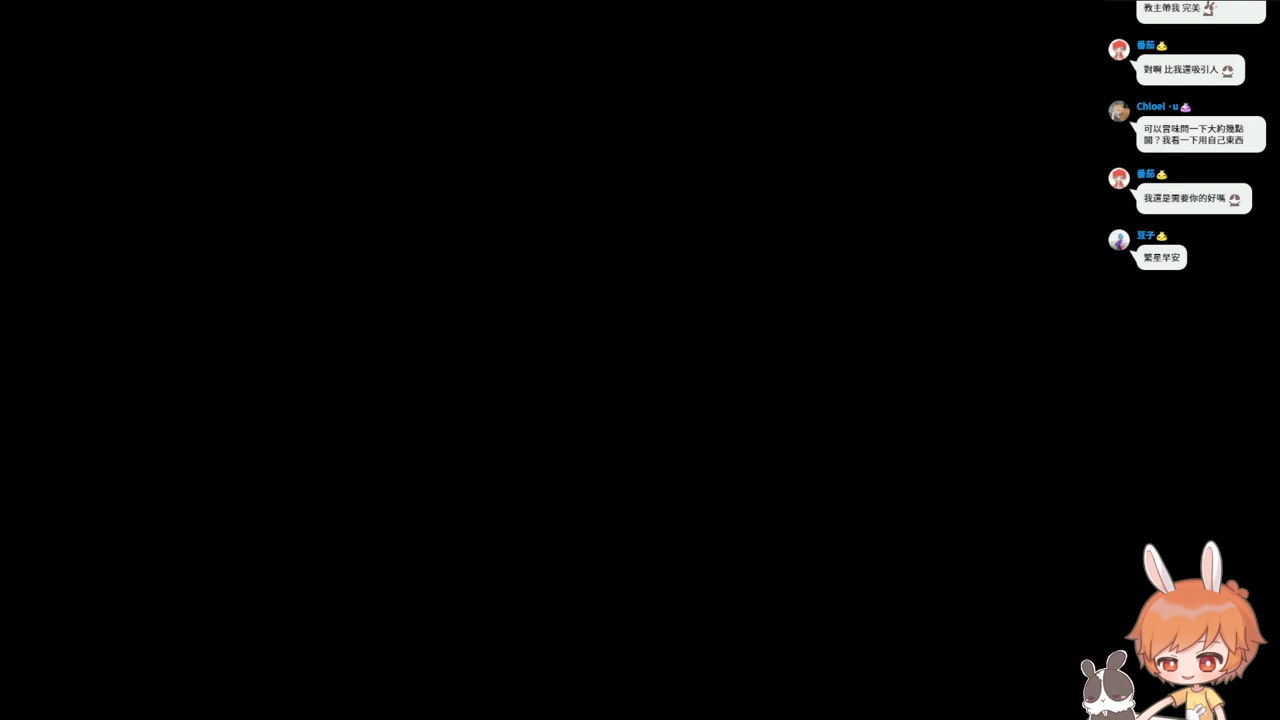 教主帶我 完美
番茄
對啊 比我還吸引人
Chloel ·u
可以冒昧問一下大約幾點
開？我看一下用自己東西
番茄
我還是需要你的好嗎
豆子
繁星早安